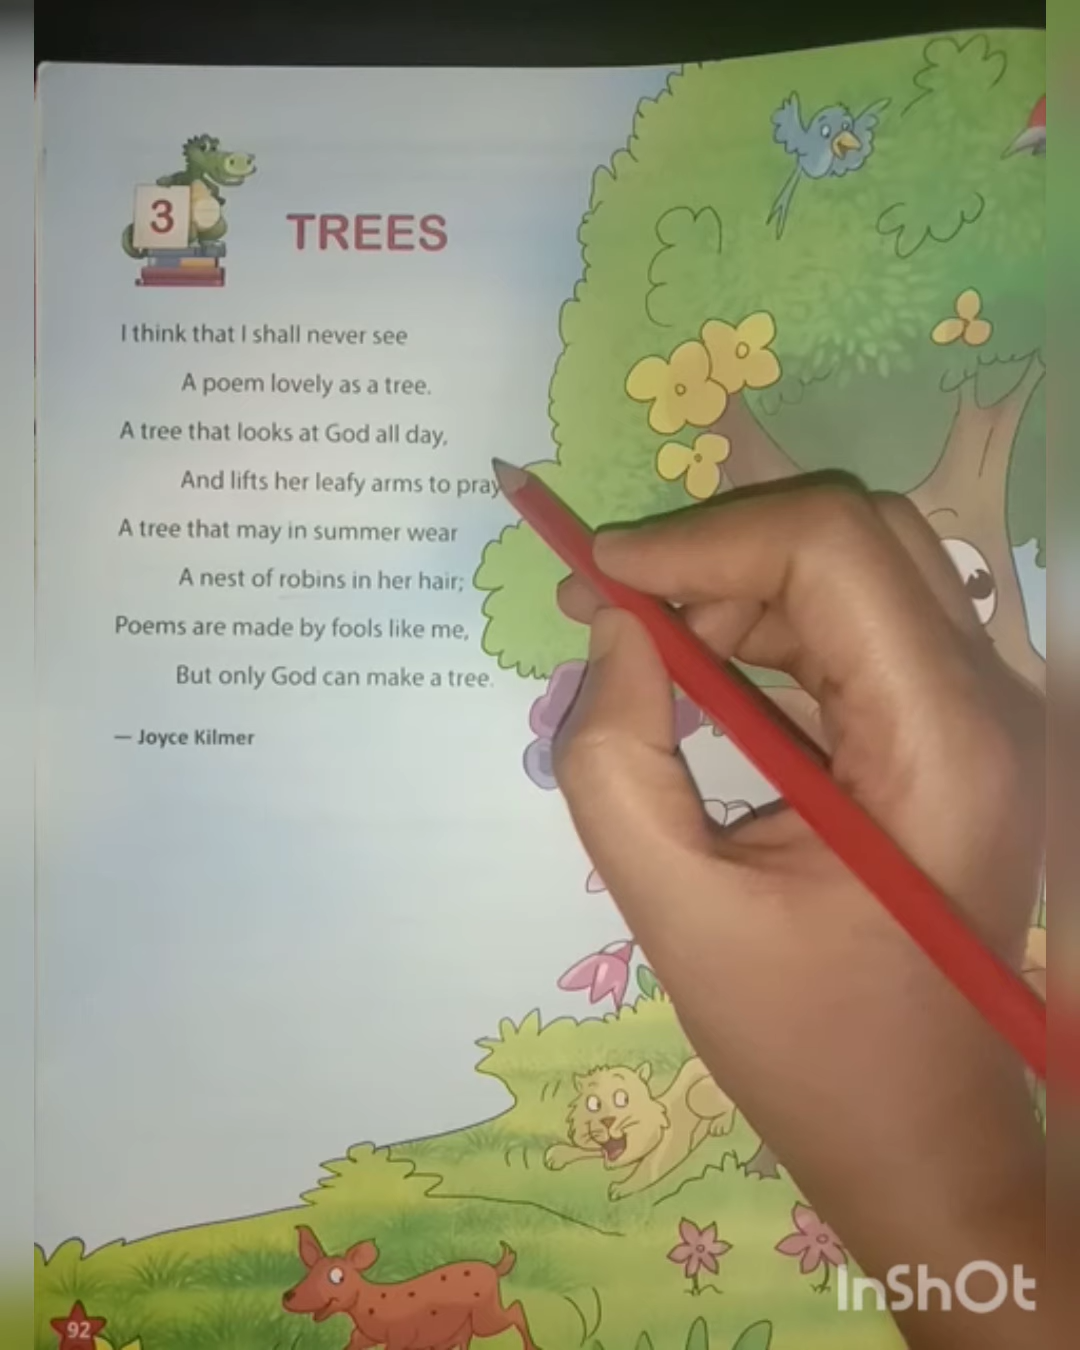 3
TREES
I think that I shall never see
A poem lovely as a tree.
A tree that looks at God all day,
And lifts her leafy arms to pray
A tree that may in summer wear
A nest of robins in her hair;
Poems are made by fools like me,
But only God can make a tree.
— Joyce Kilmer
92
InShOt